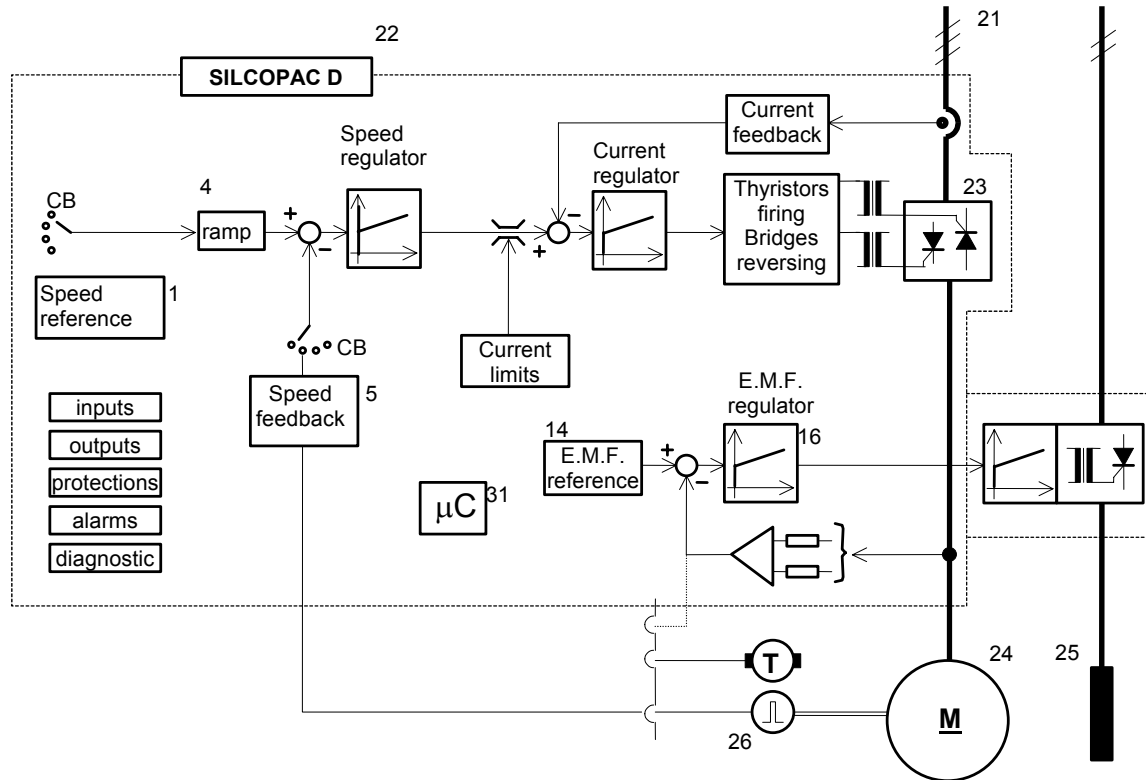 22
21
SILCOPAC D
Current
feedback
Speed
regulator
Current
regulator
CB
4
ramp
+
−
+
−
Thyristors
firing
Bridges
reversing
23
Speed
reference
1
CB
Current
limits
Speed
feedback
5
E.M.F.
regulator
inputs
outputs
protections
alarms
diagnostic
14
E.M.F.
reference
+
−
16
µC
31
T
26
M
24
25